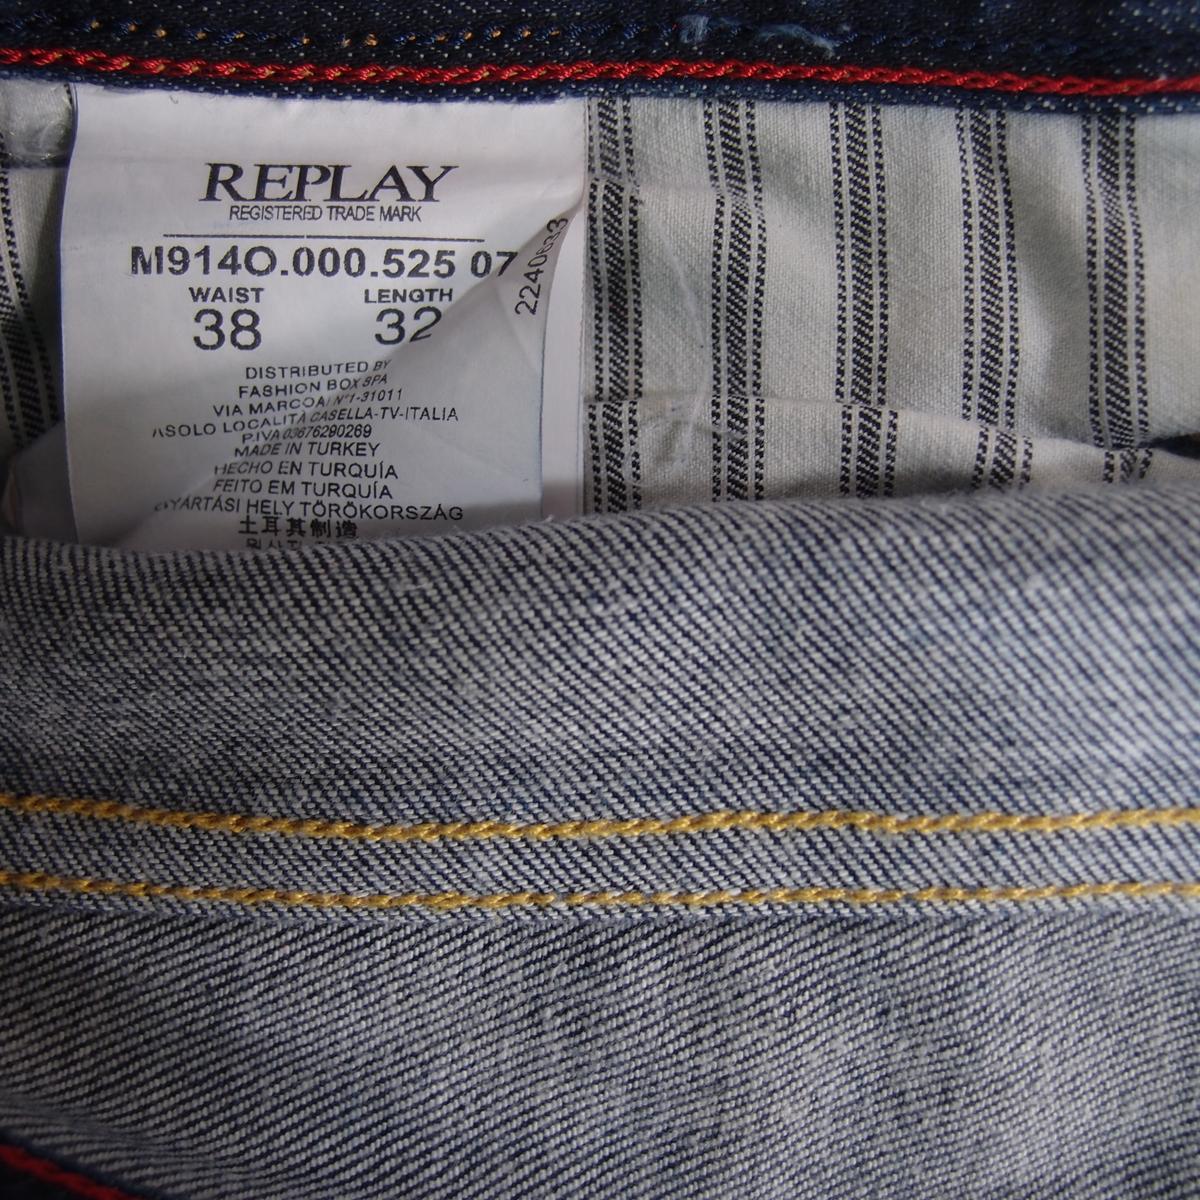 REPLAY
REGISTERED TRADE MARK
M914O.000.525 07
WAIST LENGTH
38 32
DISTRIBUTED BY
FASHION BOX SPA
VIA MARCOAI N°1-31011
ASOLO LOCALITÀ CASELLA-TV-ITALIA
P.IVA 03676290269
MADE IN TURKEY
HECHO EN TURQUÍA
FEITO EM TURQUÍA
GYÁRTÁSI HELY TÖRÖKORSZÁG
土耳其制造